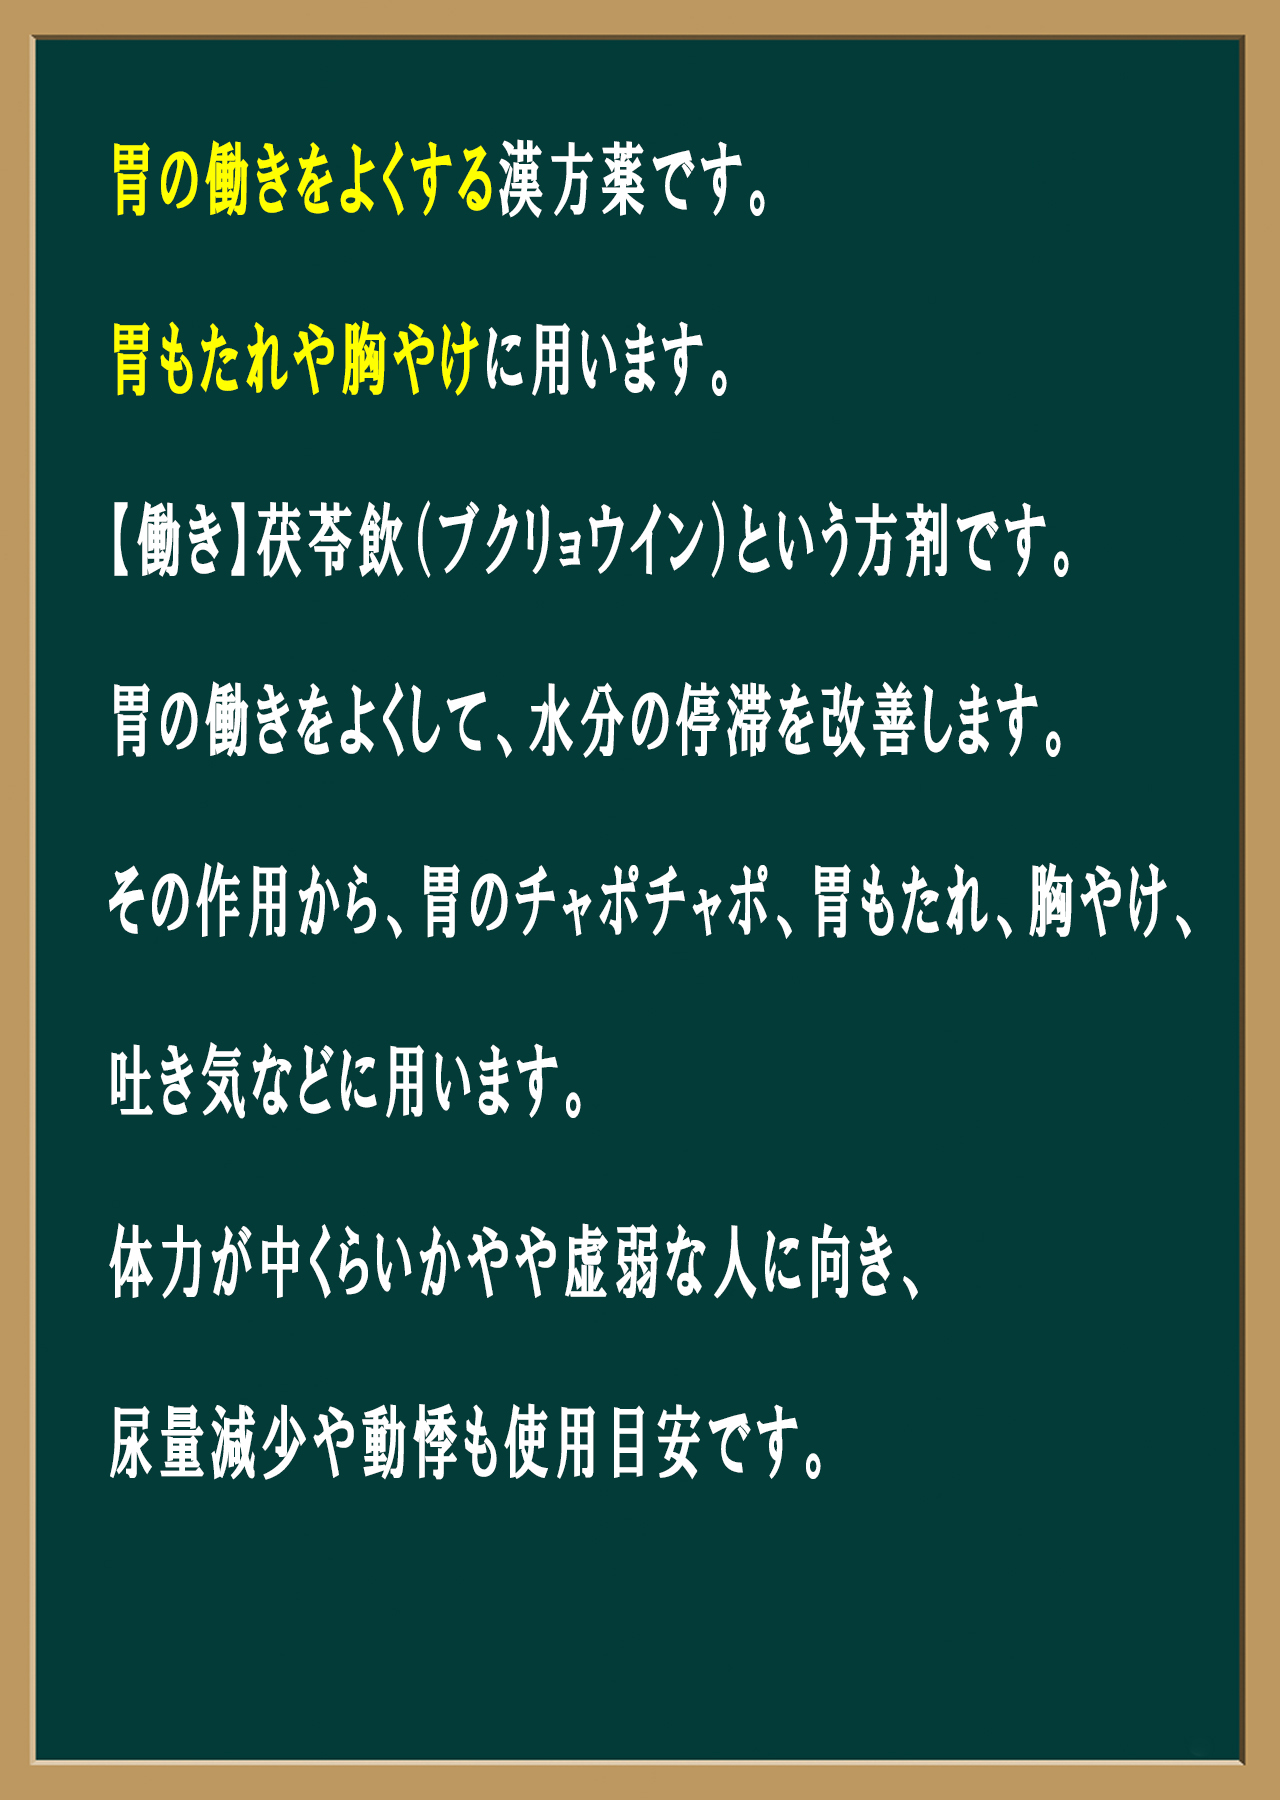 胃の働きをよくする漢方薬です。
胃もたれや胸やけに用います。
【働き】茯苓飲(ブクリョウイン)という方剤です。
胃の働きをよくして、水分の停滞を改善します。
その作用から、胃のチャポチャポ、胃もたれ、胸やけ、
吐き気などに用います。
体力が中くらいかやや虚弱な人に向き、
尿量減少や動悸も使用目安です。